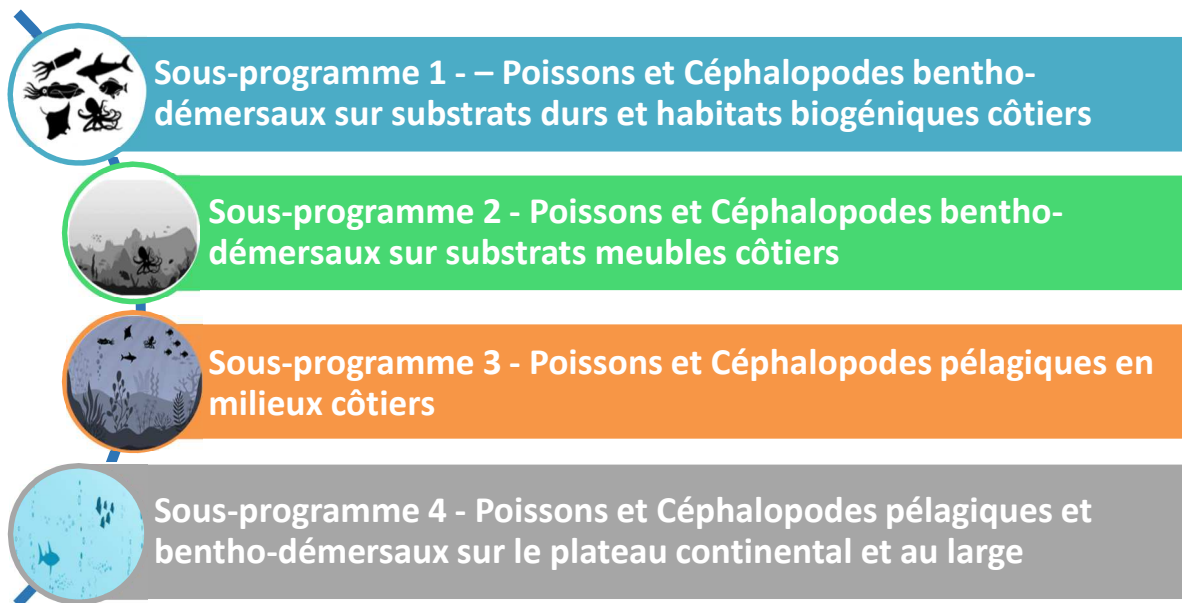 Sous-programme 1 - – Poissons et Céphalopodes bentho-
démersaux sur substrats durs et habitats biogéniques côtiers
Sous-programme 2 - Poissons et Céphalopodes bentho-
démersaux sur substrats meubles côtiers
Sous-programme 3 - Poissons et Céphalopodes pélagiques en
milieux côtiers
Sous-programme 4 - Poissons et Céphalopodes pélagiques et
bentho-démersaux sur le plateau continental et au large